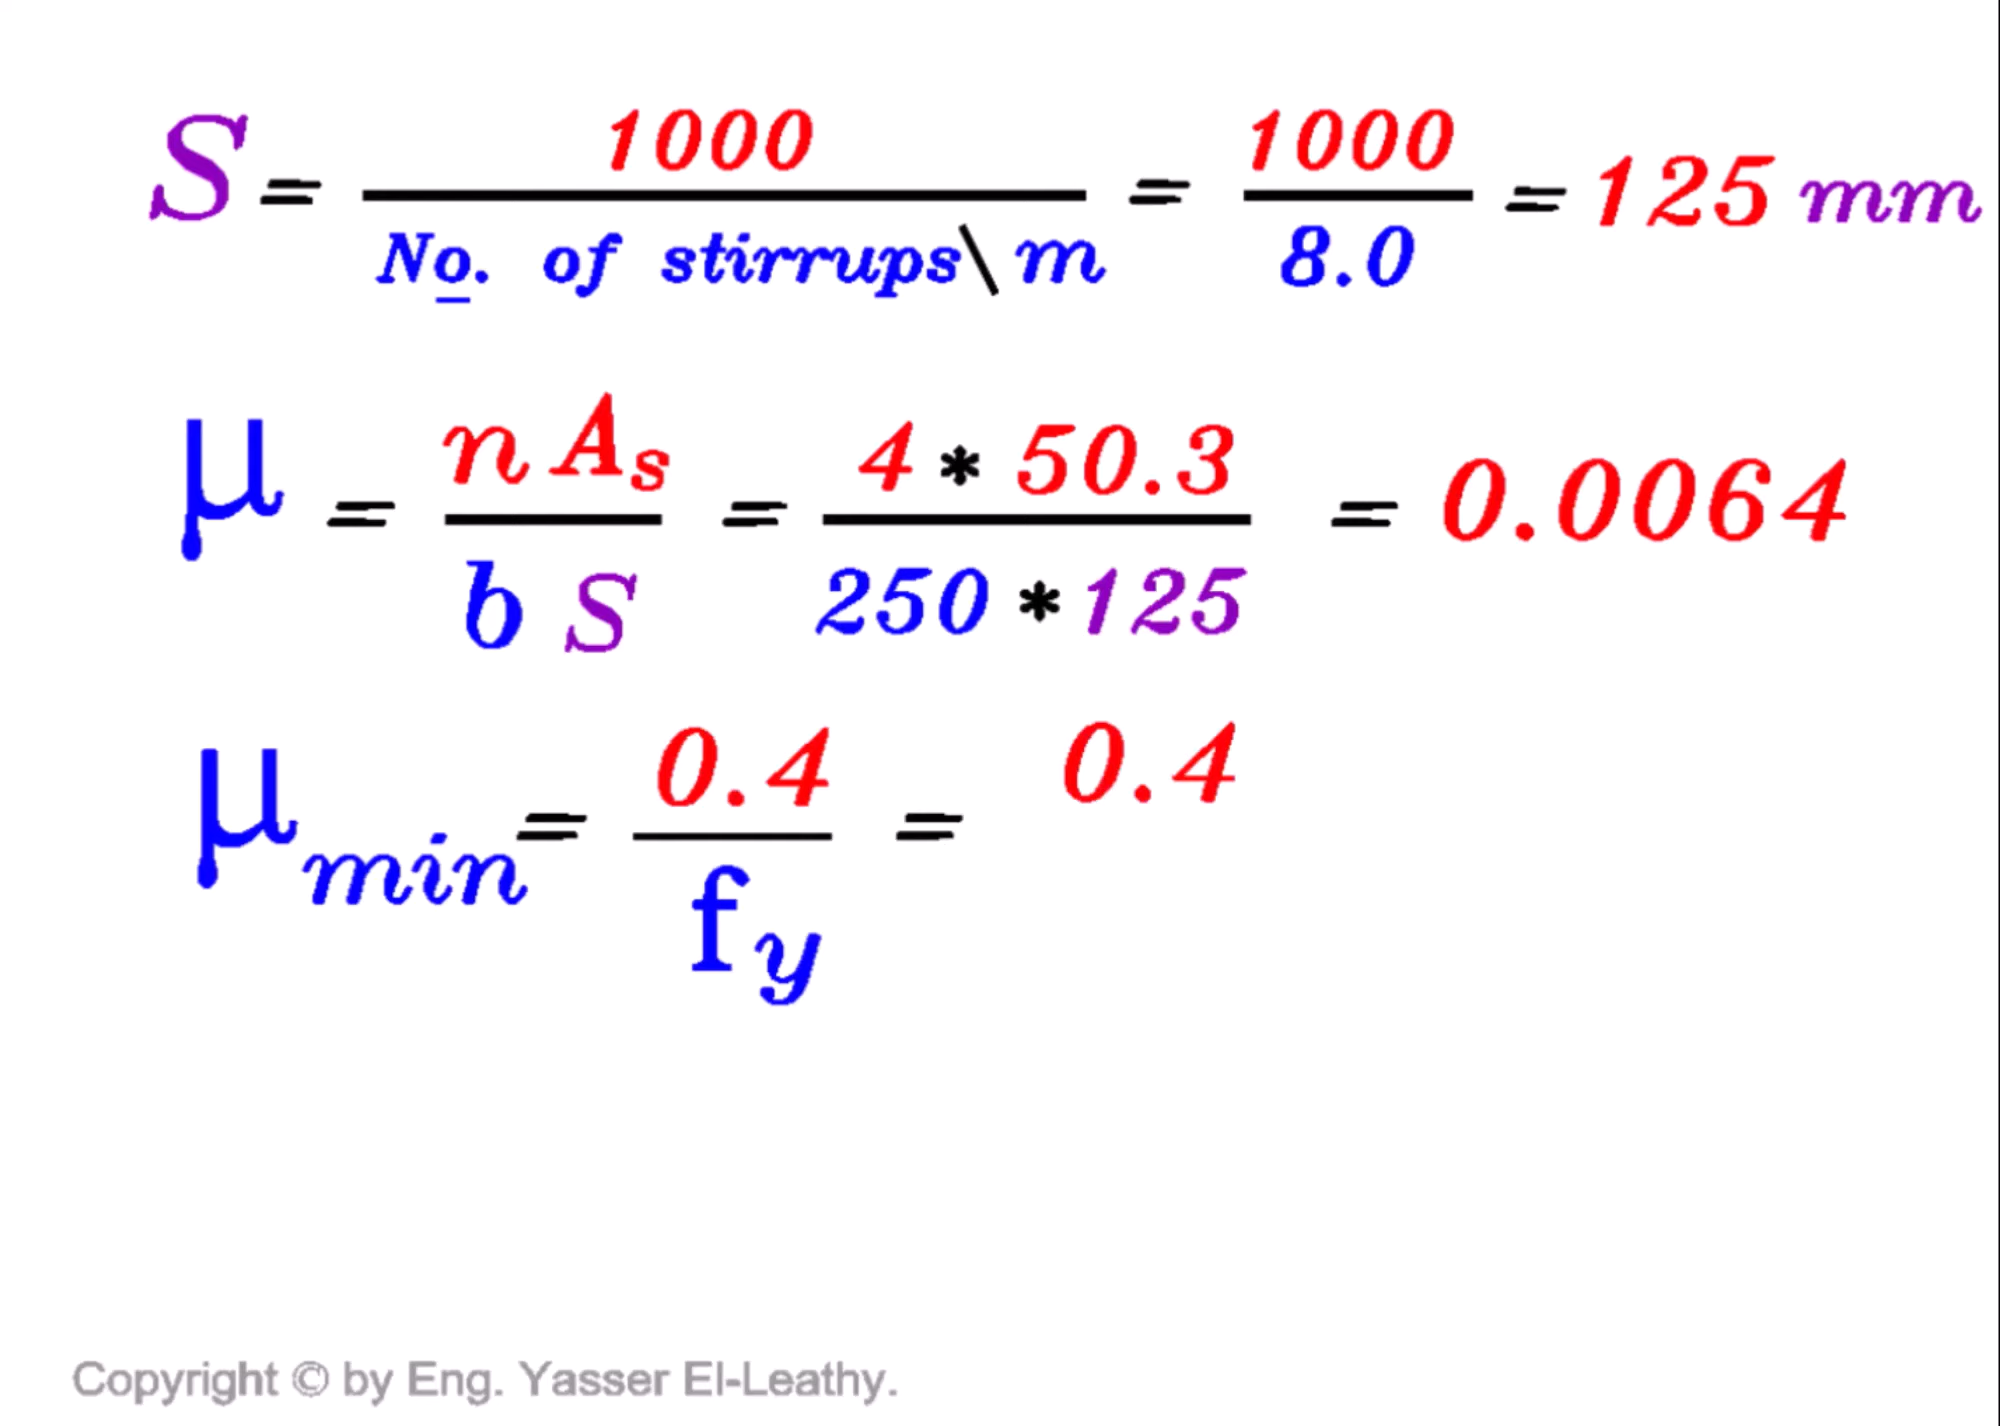 S = 1000 / No. of stirrups\m = 1000 / 8.0 = 125 mm
μ = n As / b S = 4 * 50.3 / 250 * 125 = 0.0064
μmin = 0.4 / fy = 0.4
Copyright © by Eng. Yasser El-Leathy.